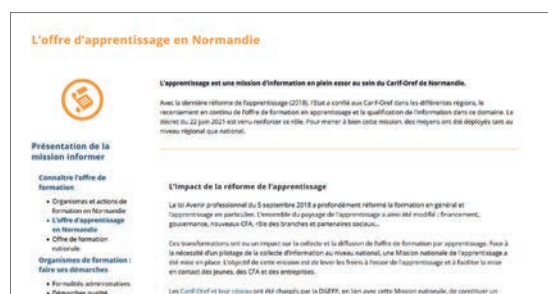 L'offre d'apprentissage en Normandie
L'apprentissage est une mission d'information en plein essor au sein du Carif-Oref de Normandie.
Avec la dernière réforme de l'apprentissage (2018), l'Etat a confié aux Carif-Oref dans les différentes régions, le
recensement en continu de l'offre de formation en apprentissage et la qualification de l'information dans ce domaine. Le
décret du 22 juin 2021 est venu renforcer ce rôle. Pour mener à bien cette mission, des moyens ont été déployés tant au
niveau régional que national.
Présentation de la
mission informer
Connaître l'offre de
formation
• Organismes et actions de
formation en Normandie
• L'offre d'apprentissage
en Normandie
• Offre de formation
nationale
Organismes de formation :
faire ses démarches
• Formalités administratives
• Démarches qualité
L'impact de la réforme de l'apprentissage
La loi Avenir professionnel du 5 septembre 2018 a profondément réformé la formation en général et
l'apprentissage en particulier. L'ensemble du paysage de l'apprentissage a ainsi été modifié : financement,
gouvernance, nouveaux CFA, rôle des branches et partenaires sociaux...
Ces transformations ont eu un impact sur la collecte et la diffusion de l'offre de formation par apprentissage. Face à
la nécessité d'un pilotage de la collecte d'information au niveau national, une Mission nationale de l'apprentissage a
été mise en place. L'objectif de cette mission est de lever les freins à l'essor de l'apprentissage et à faciliter la mise
en contact des jeunes, des CFA et des entreprises.
Les Carif-Oref et leur réseau ont été chargés par la DGEFP, en lien avec cette Mission nationale, de constituer un